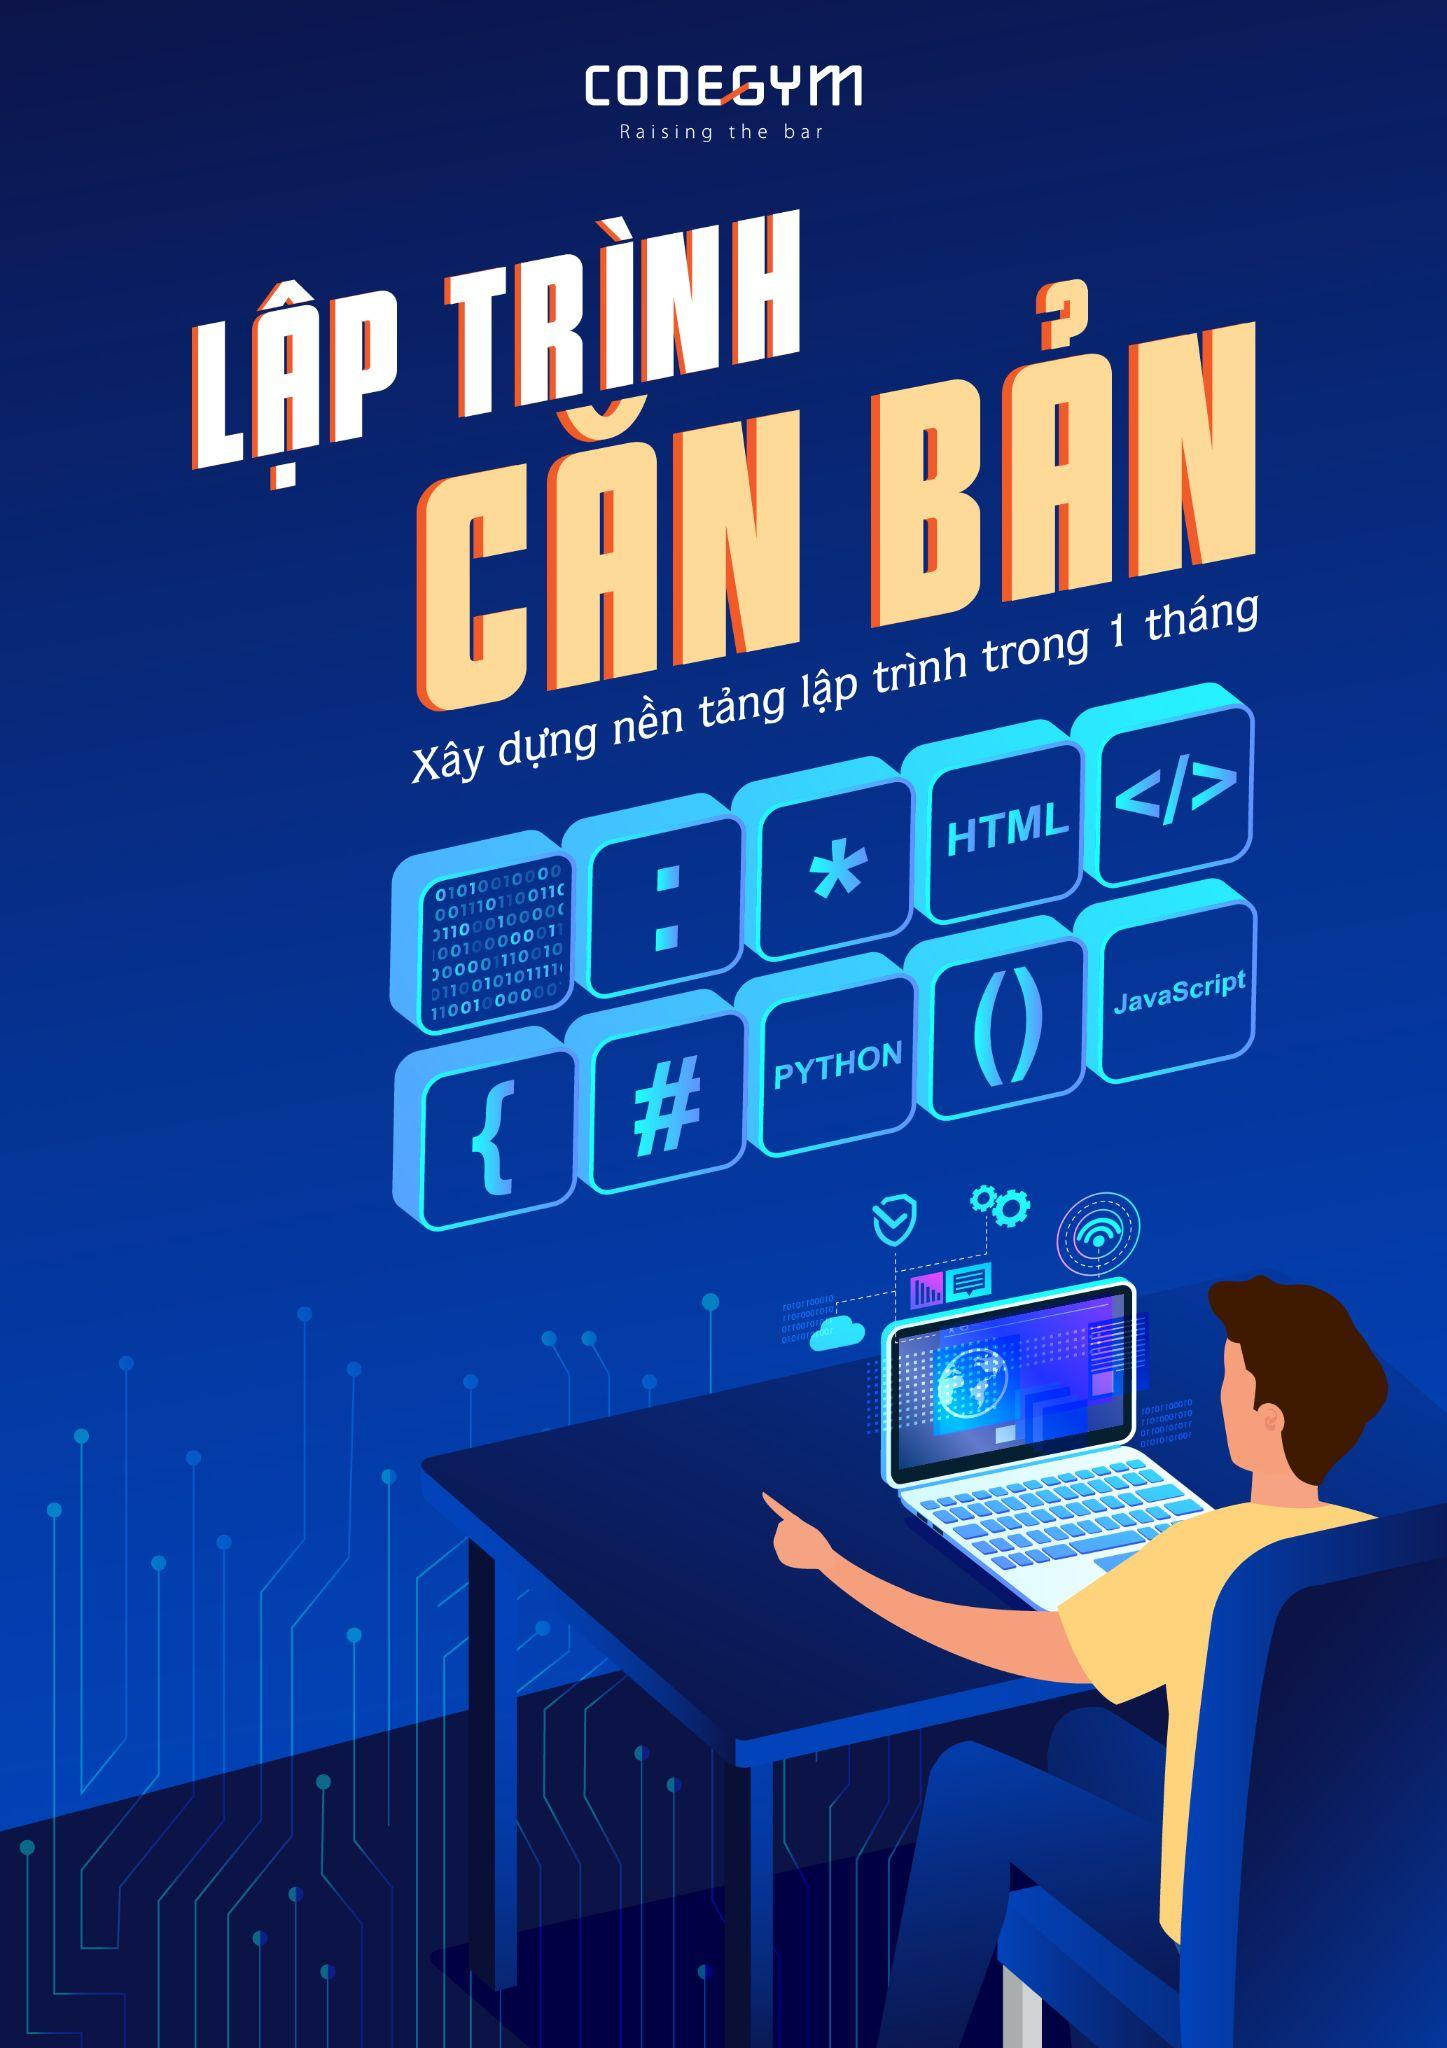 CODEGYM
Raising the bar
LẬP TRÌNH
CĂN BẢN
Xây dựng nền tảng lập trình trong 1 tháng
: * HTML </>
{ # PYTHON () JavaScript